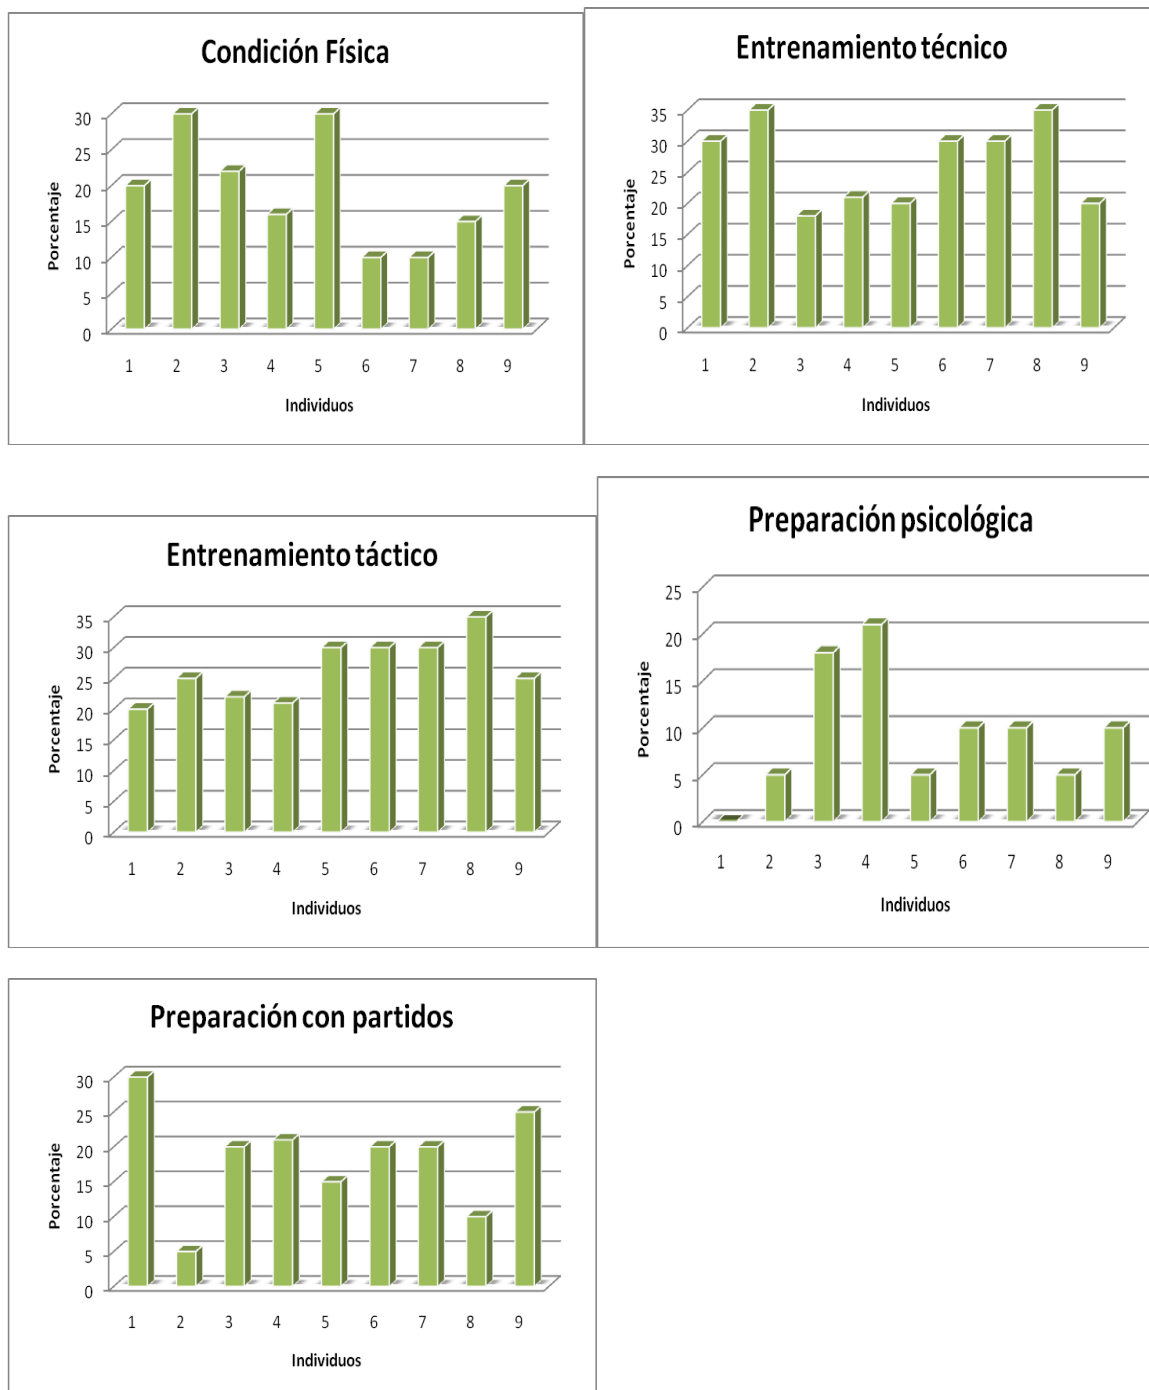 Condición Física
Porcentaje
30
25
20
15
10
5
0
1 2 3 4 5 6 7 8 9
Individuos
Entrenamiento técnico
Porcentaje
35
30
25
20
15
10
5
0
1 2 3 4 5 6 7 8 9
Individuos
Entrenamiento táctico
Porcentaje
35
30
25
20
15
10
5
0
1 2 3 4 5 6 7 8 9
Individuos
Preparación psicológica
Porcentaje
25
20
15
10
5
0
1 2 3 4 5 6 7 8 9
Individuos
Preparación con partidos
Porcentaje
30
25
20
15
10
5
0
1 2 3 4 5 6 7 8 9
Individuos